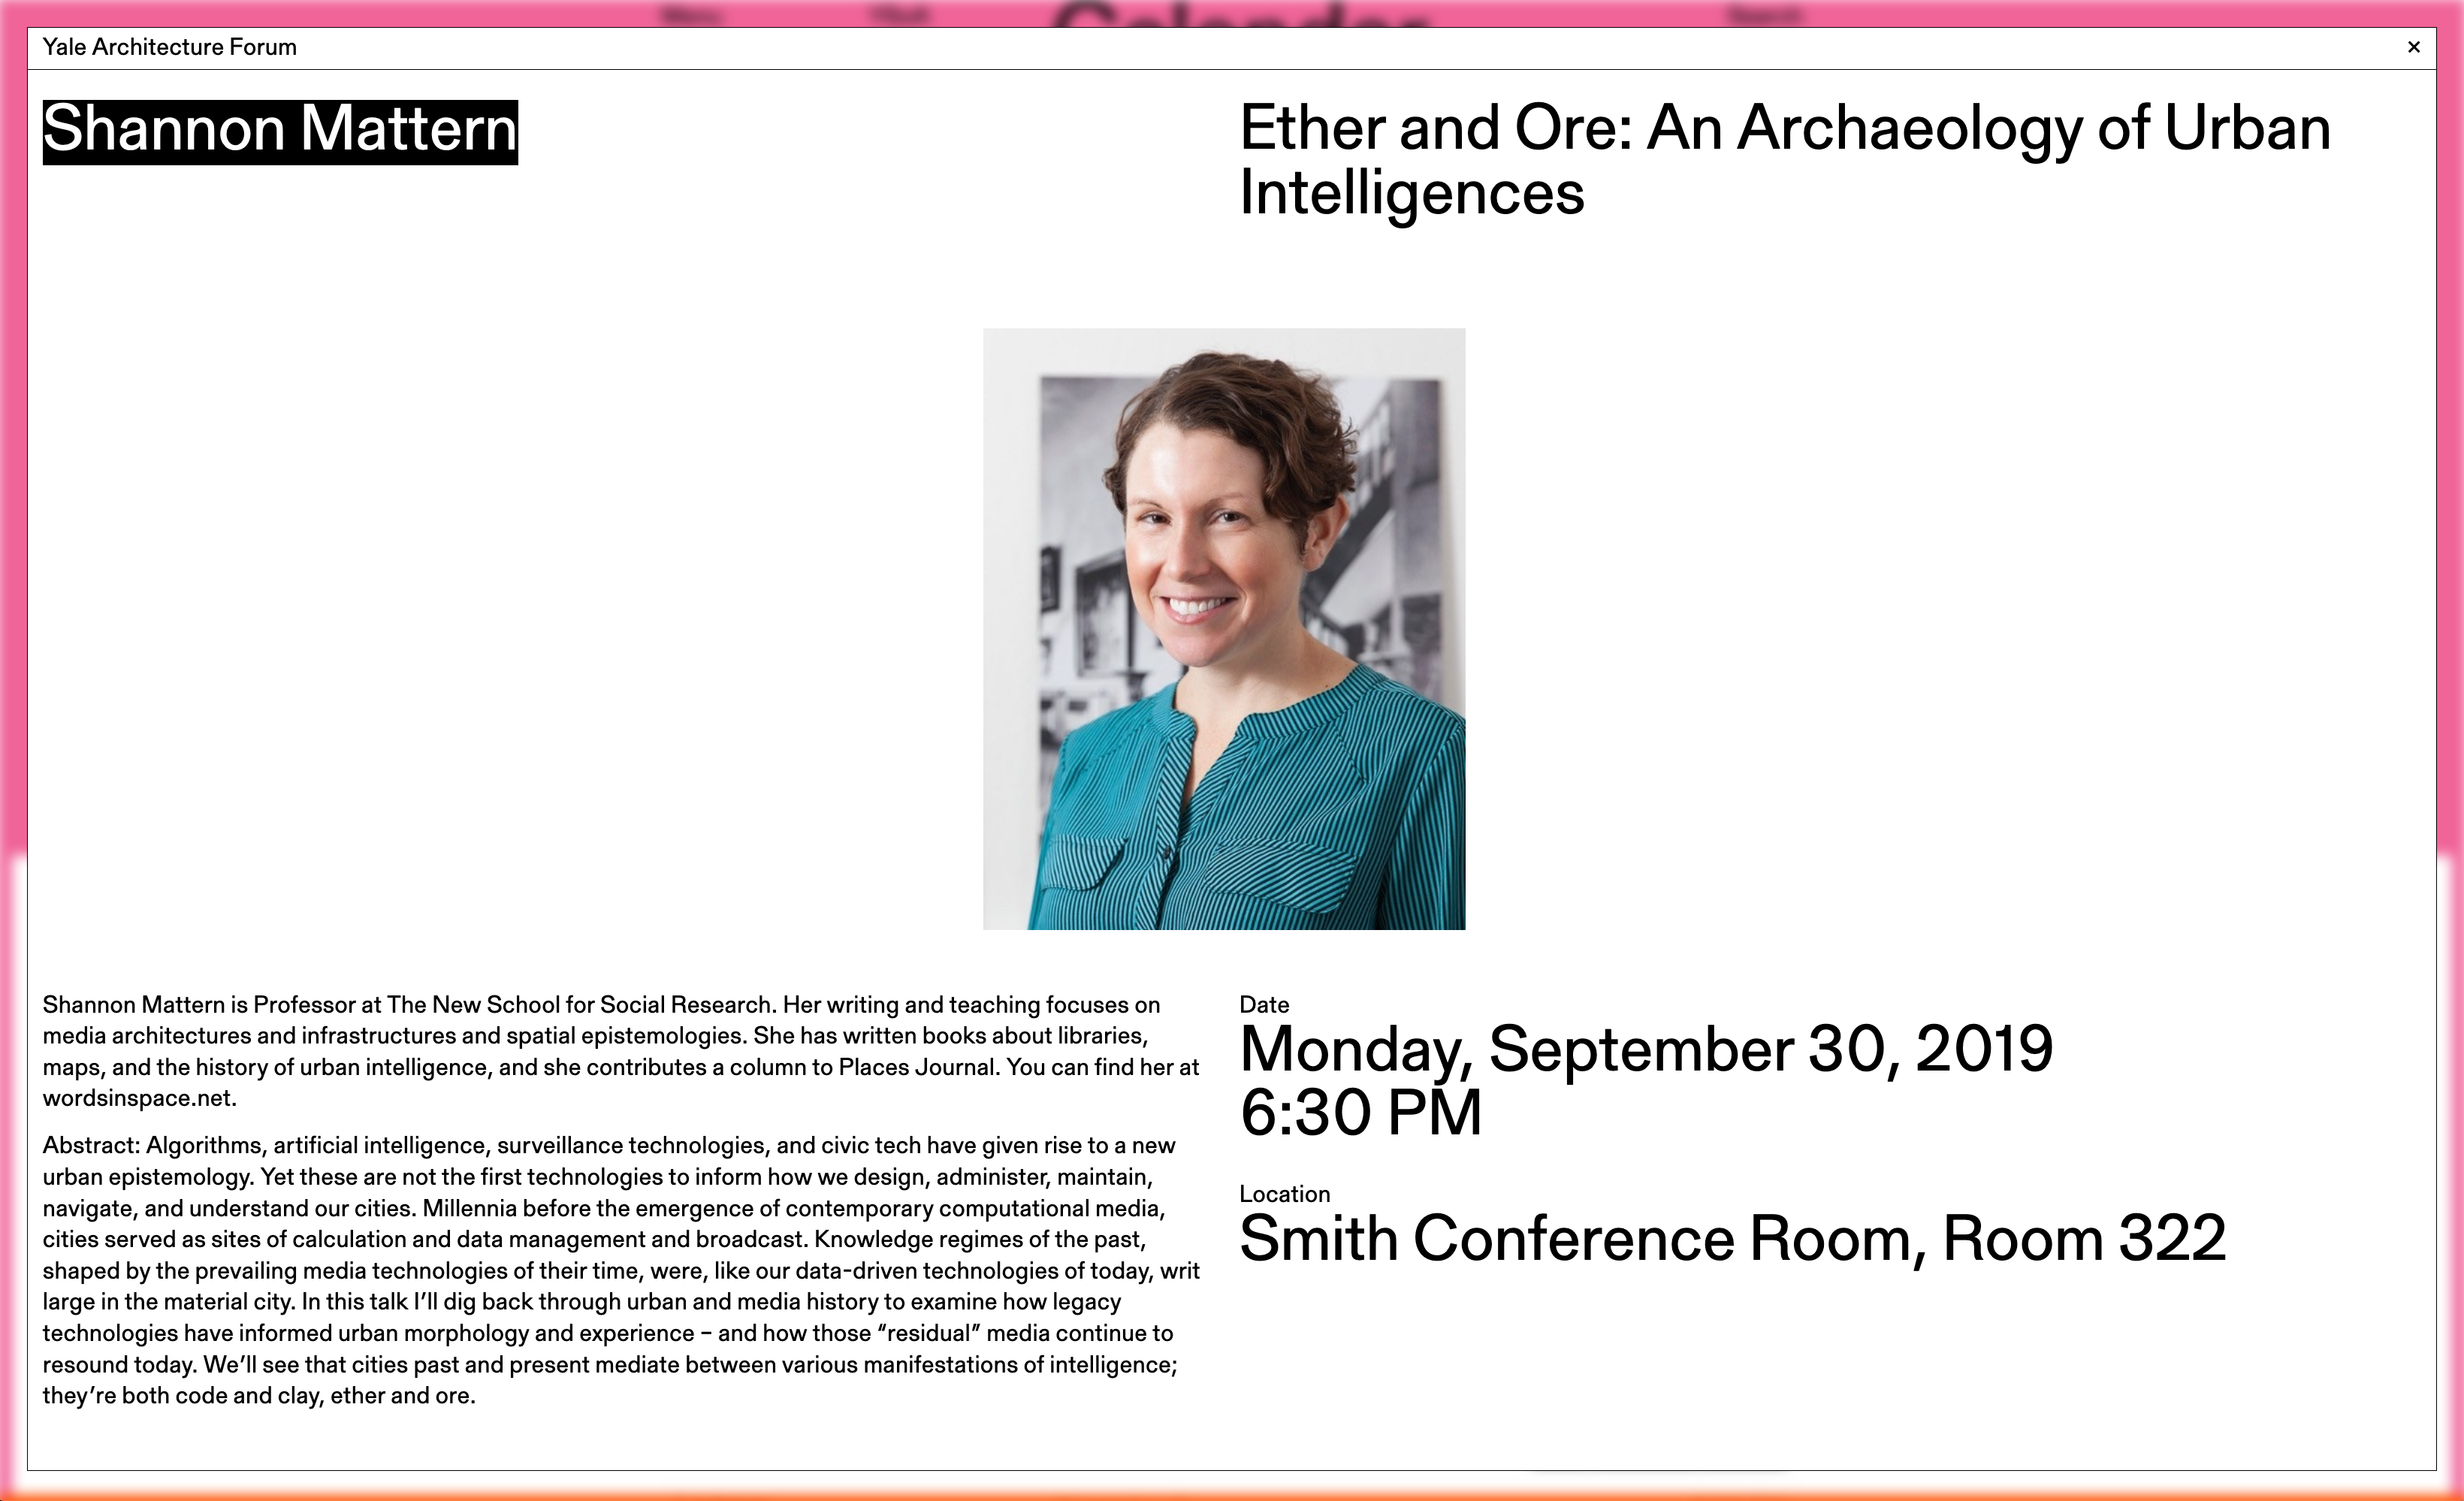 Menu
Calendar
Search
Yale Architecture Forum
×
Shannon Mattern
Ether and Ore: An Archaeology of Urban
Intelligences
Shannon Mattern is Professor at The New School for Social Research. Her writing and teaching focuses on
media architectures and infrastructures and spatial epistemologies. She has written books about libraries,
maps, and the history of urban intelligence, and she contributes a column to Places Journal. You can find her at
wordsinspace.net.
Abstract: Algorithms, artificial intelligence, surveillance technologies, and civic tech have given rise to a new
urban epistemology. Yet these are not the first technologies to inform how we design, administer, maintain,
navigate, and understand our cities. Millennia before the emergence of contemporary computational media,
cities served as sites of calculation and data management and broadcast. Knowledge regimes of the past,
shaped by the prevailing media technologies of their time, were, like our data-driven technologies of today, writ
large in the material city. In this talk I’ll dig back through urban and media history to examine how legacy
technologies have informed urban morphology and experience – and how those “residual” media continue to
resound today. We’ll see that cities past and present mediate between various manifestations of intelligence;
they’re both code and clay, ether and ore.
Date
Monday, September 30, 2019
6:30 PM
Location
Smith Conference Room, Room 322